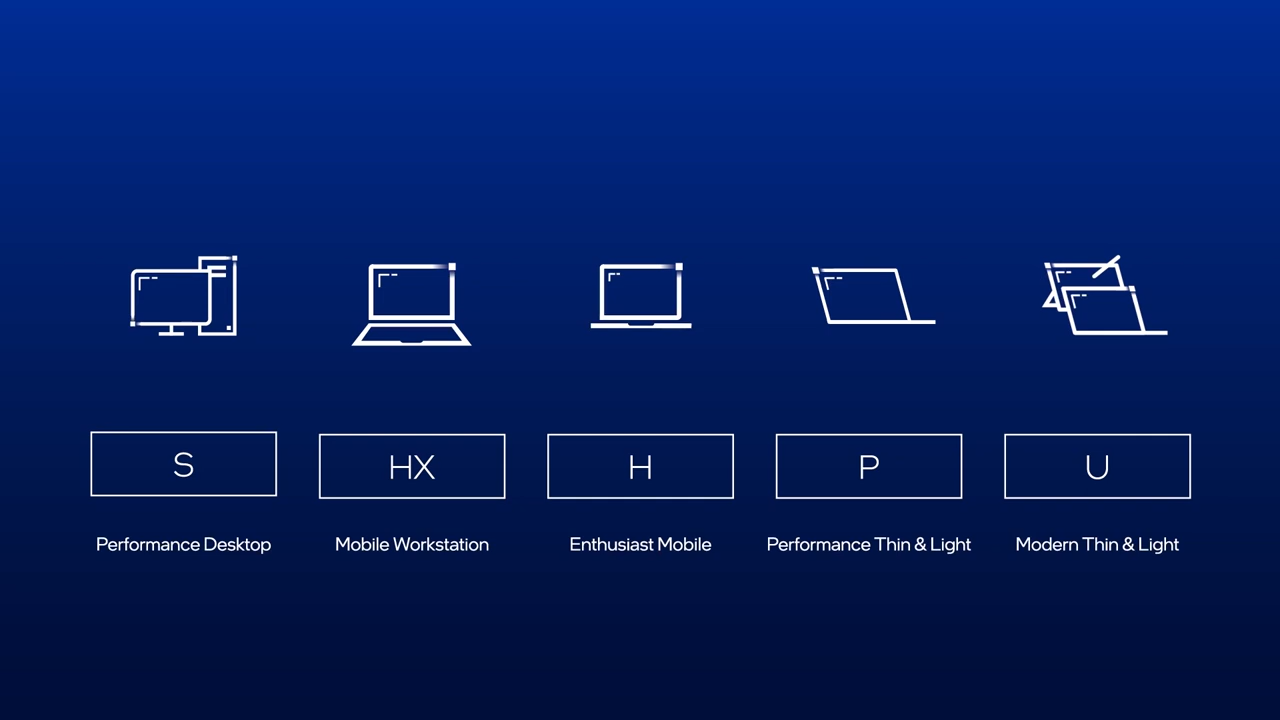 S
HX
H
P
U
Performance Desktop
Mobile Workstation
Enthusiast Mobile
Performance Thin & Light
Modern Thin & Light